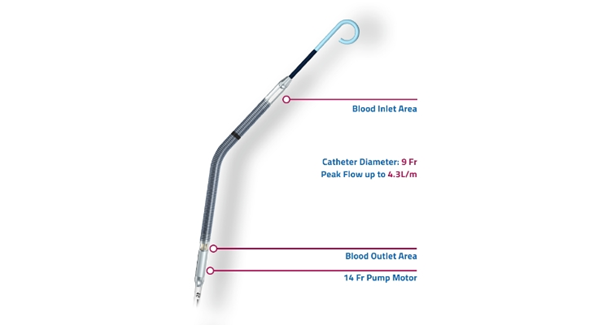 Blood Inlet Area
Catheter Diameter: 9 Fr
Peak Flow up to 4.3L/m
Blood Outlet Area
14 Fr Pump Motor